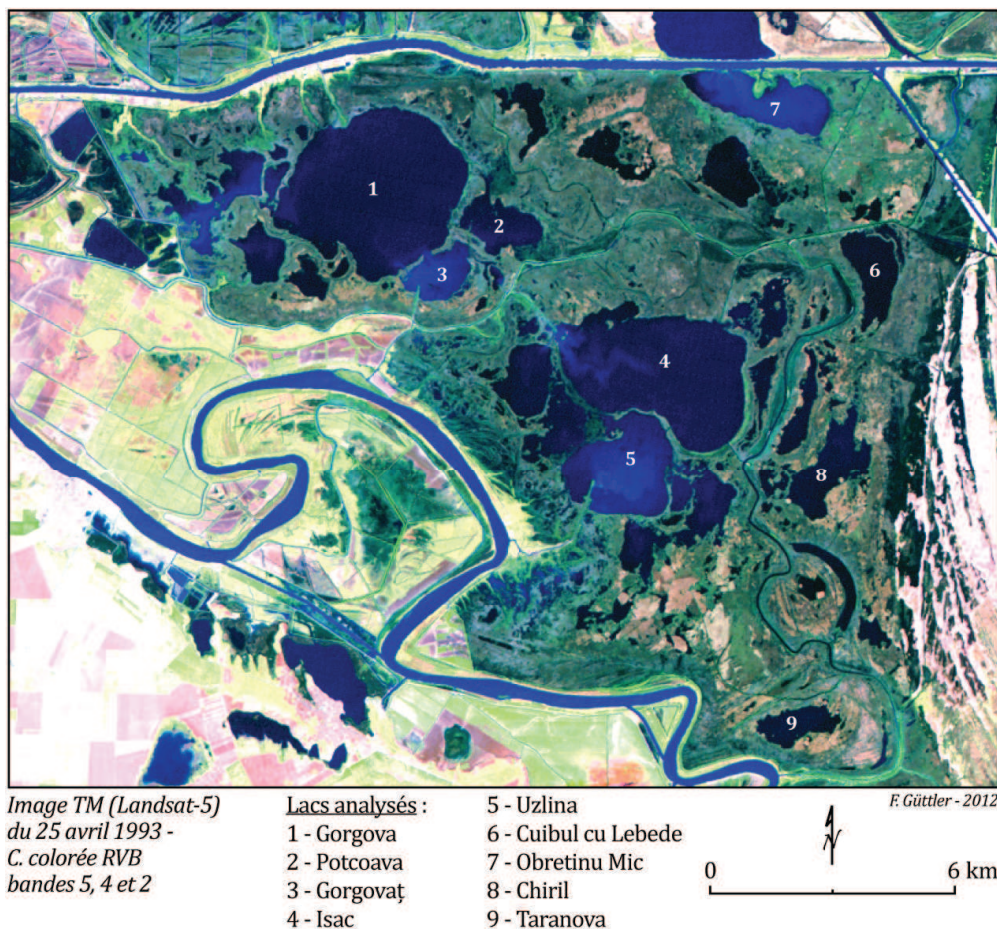 1
2
3
4
5
6
7
8
9
Image TM (Landsat-5)
du 25 avril 1993 -
C. colorée RVB
bandes 5, 4 et 2
Lacs analysés :
1 - Gorgova
2 - Potcoava
3 - Gorgovaț
4 - Isac
5 - Uzlina
6 - Cuibul cu Lebede
7 - Obretinu Mic
8 - Chiril
9 - Taranova
F. Güttler - 2012
0 6 km